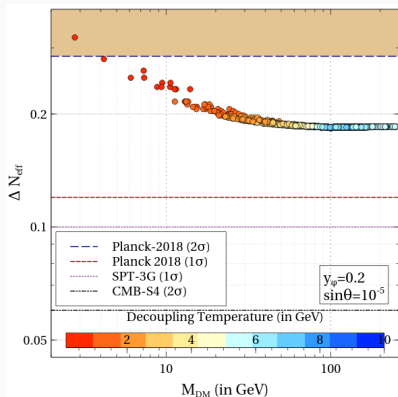 Δ N_eff
0.2
0.1
0.05
Planck-2018 (2σ)
Planck 2018 (1σ)
SPT-3G (1σ)
CMB-S4 (2σ)
y_φ=0.2
sinθ=10^-5
Decoupling Temperature (in GeV)
2 4 6 8 10
10 100
M_DM (in GeV)